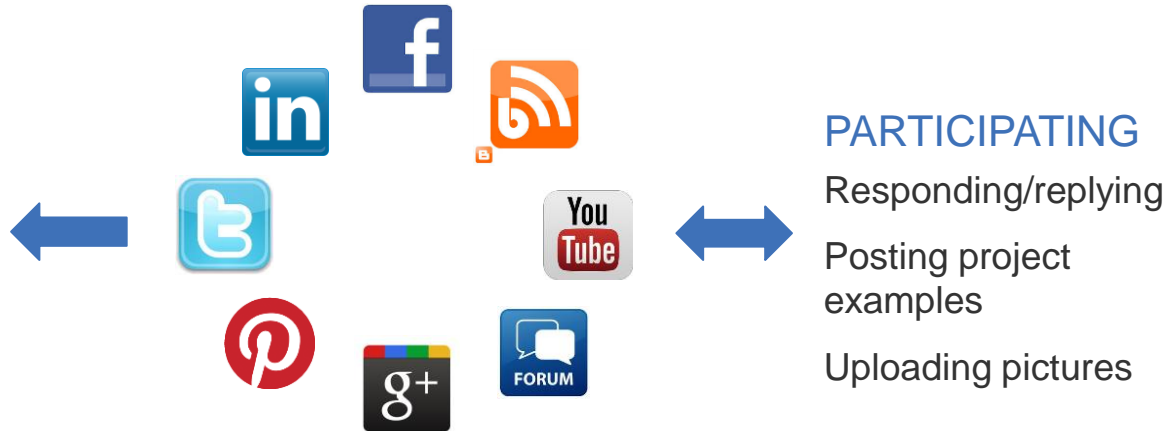 f
in
b
t
You
Tube
g+
FORUM
PARTICIPATING
Responding/replying
Posting project
examples
Uploading pictures